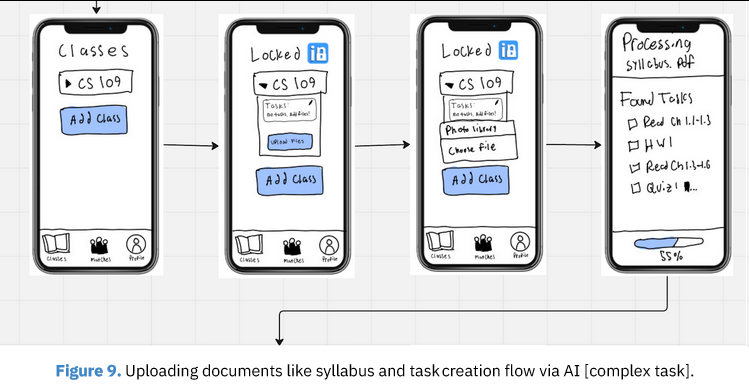 Classes
CS 109
Add Class
Classes
Matches
Profile
Locked
CS 109
Tasks:
No tasks. Add files!
Upload Files
Add Class
Classes
Matches
Profile
Locked
CS 109
Tasks:
No tasks. Add files!
Photo library
Choose file
Add Class
Classes
Matches
Profile
Processing
syllabus.pdf
Found Tasks
Read Ch 1.1-1.3
HW1
Read Ch 1.3-1.6
Quiz 1 ...
55%
Figure 9. Uploading documents like syllabus and task creation flow via AI [complex task].